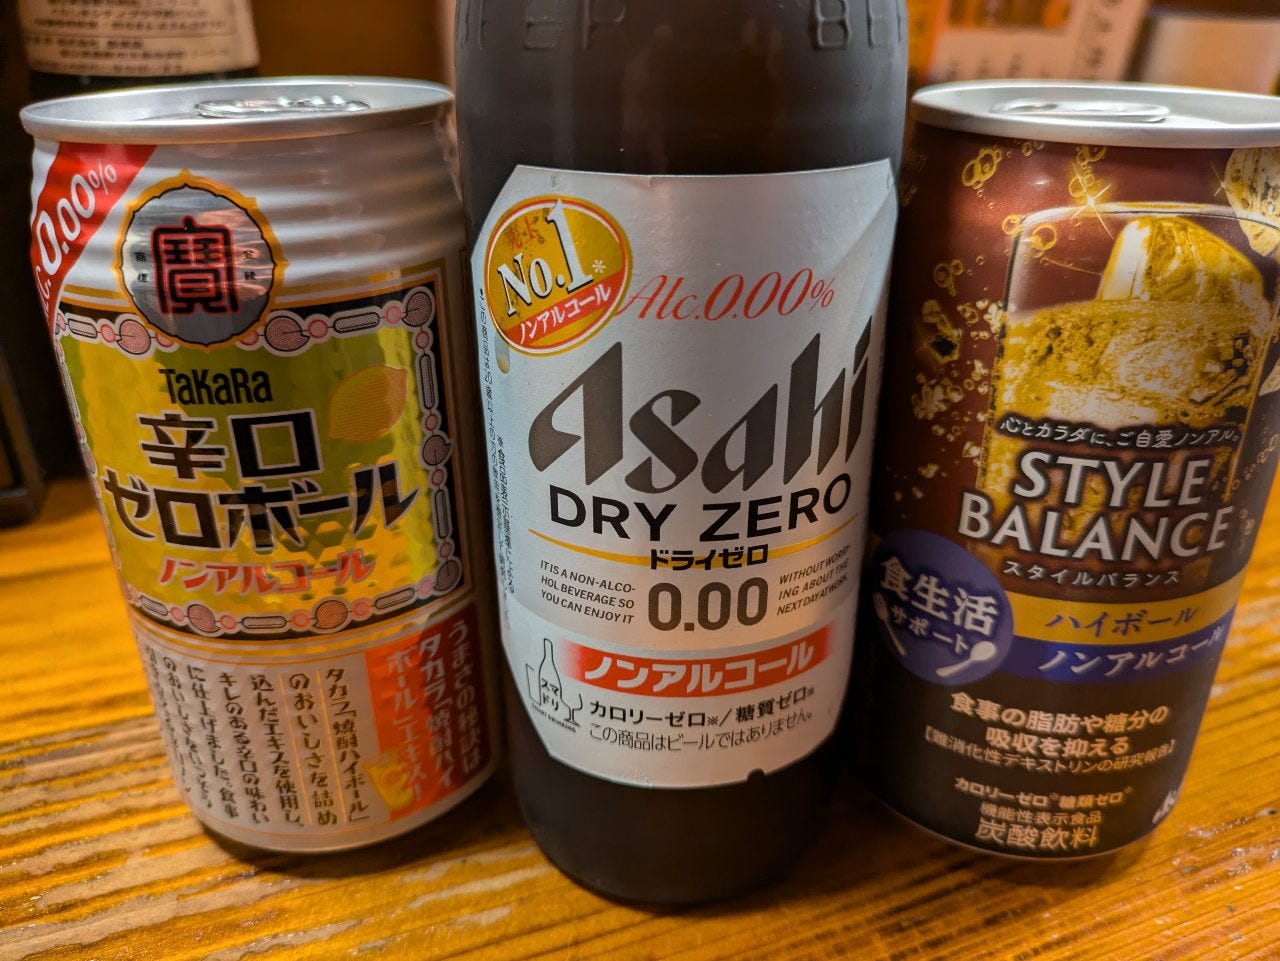 Alc.0.00%
寶
商標
登録
TaKaRa
辛口
ゼロボール
ノンアルコール
うまさの秘訣は
タカラ「焼酎ハイ
ボール」エキス!
タカラ「焼酎ハイボール」
のおいしさを詰め
込んだエキスを使用し、
キレのある辛口の味わい
に仕上げました。食事
売上
No.1*
ノンアルコール
Alc.0.00%
Asahi
DRY ZERO
ドライゼロ
IT IS A NON-ALCO-
HOL BEVERAGE SO
YOU CAN ENJOY IT
0.00
WITHOUT WORRY-
ING ABOUT THE
NEXT DAY AT WORK.
ノンアルコール
スマ
ドリ
SMART DRINKING
カロリーゼロ※/糖質ゼロ※
この商品はビールではありません。
心とカラダに、ご自愛ノンアル。
STYLE
BALANCE
スタイルバランス
食生活
サポート
ハイボール
ノンアルコール
食事の脂肪や糖分の
吸収を抑える
【難消化性デキストリンの研究報告】
カロリーゼロ※糖類ゼロ※
機能性表示食品
炭酸飲料